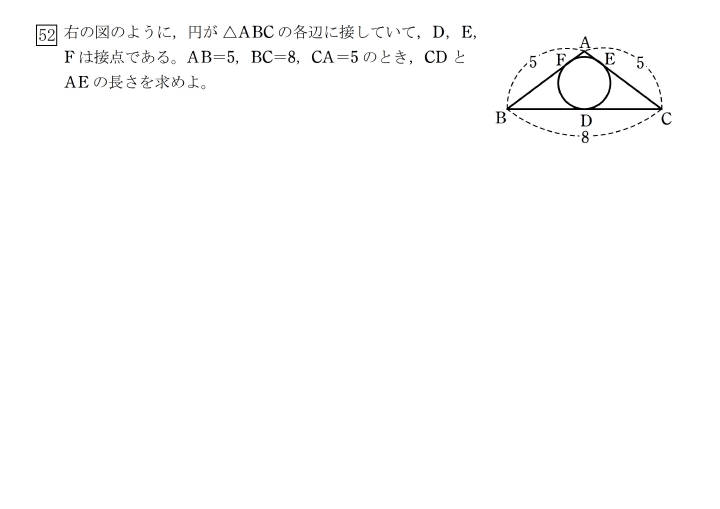 52 右の図のように，円が △ABC の各辺に接していて，D，E，
F は接点である。AB=5，BC=8，CA=5 のとき，CD と
AE の長さを求めよ。
A
5 F E 5
B D C
8